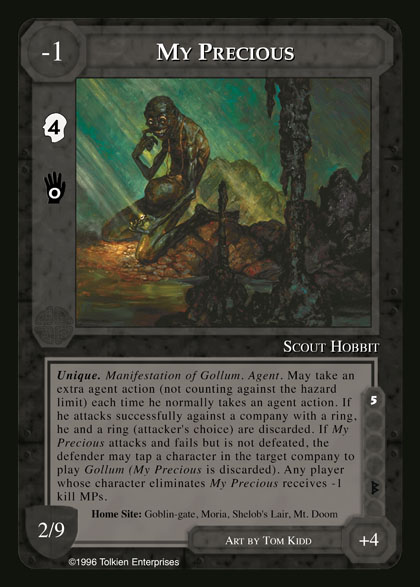 -1
My Precious
4
0
Scout Hobbit
Unique. Manifestation of Gollum. Agent. May take an
extra agent action (not counting against the hazard
limit) each time he normally takes an agent action. If
he attacks successfully against a company with a ring,
he and a ring (attacker's choice) are discarded. If My
Precious attacks and fails but is not defeated, the
defender may tap a character in the target company to
play Gollum (My Precious is discarded). Any player
whose character eliminates My Precious receives -1
kill MPs.
5
Home Site: Goblin-gate, Moria, Shelob's Lair, Mt. Doom
2/9
Art by Tom Kidd
+4
©1996 Tolkien Enterprises